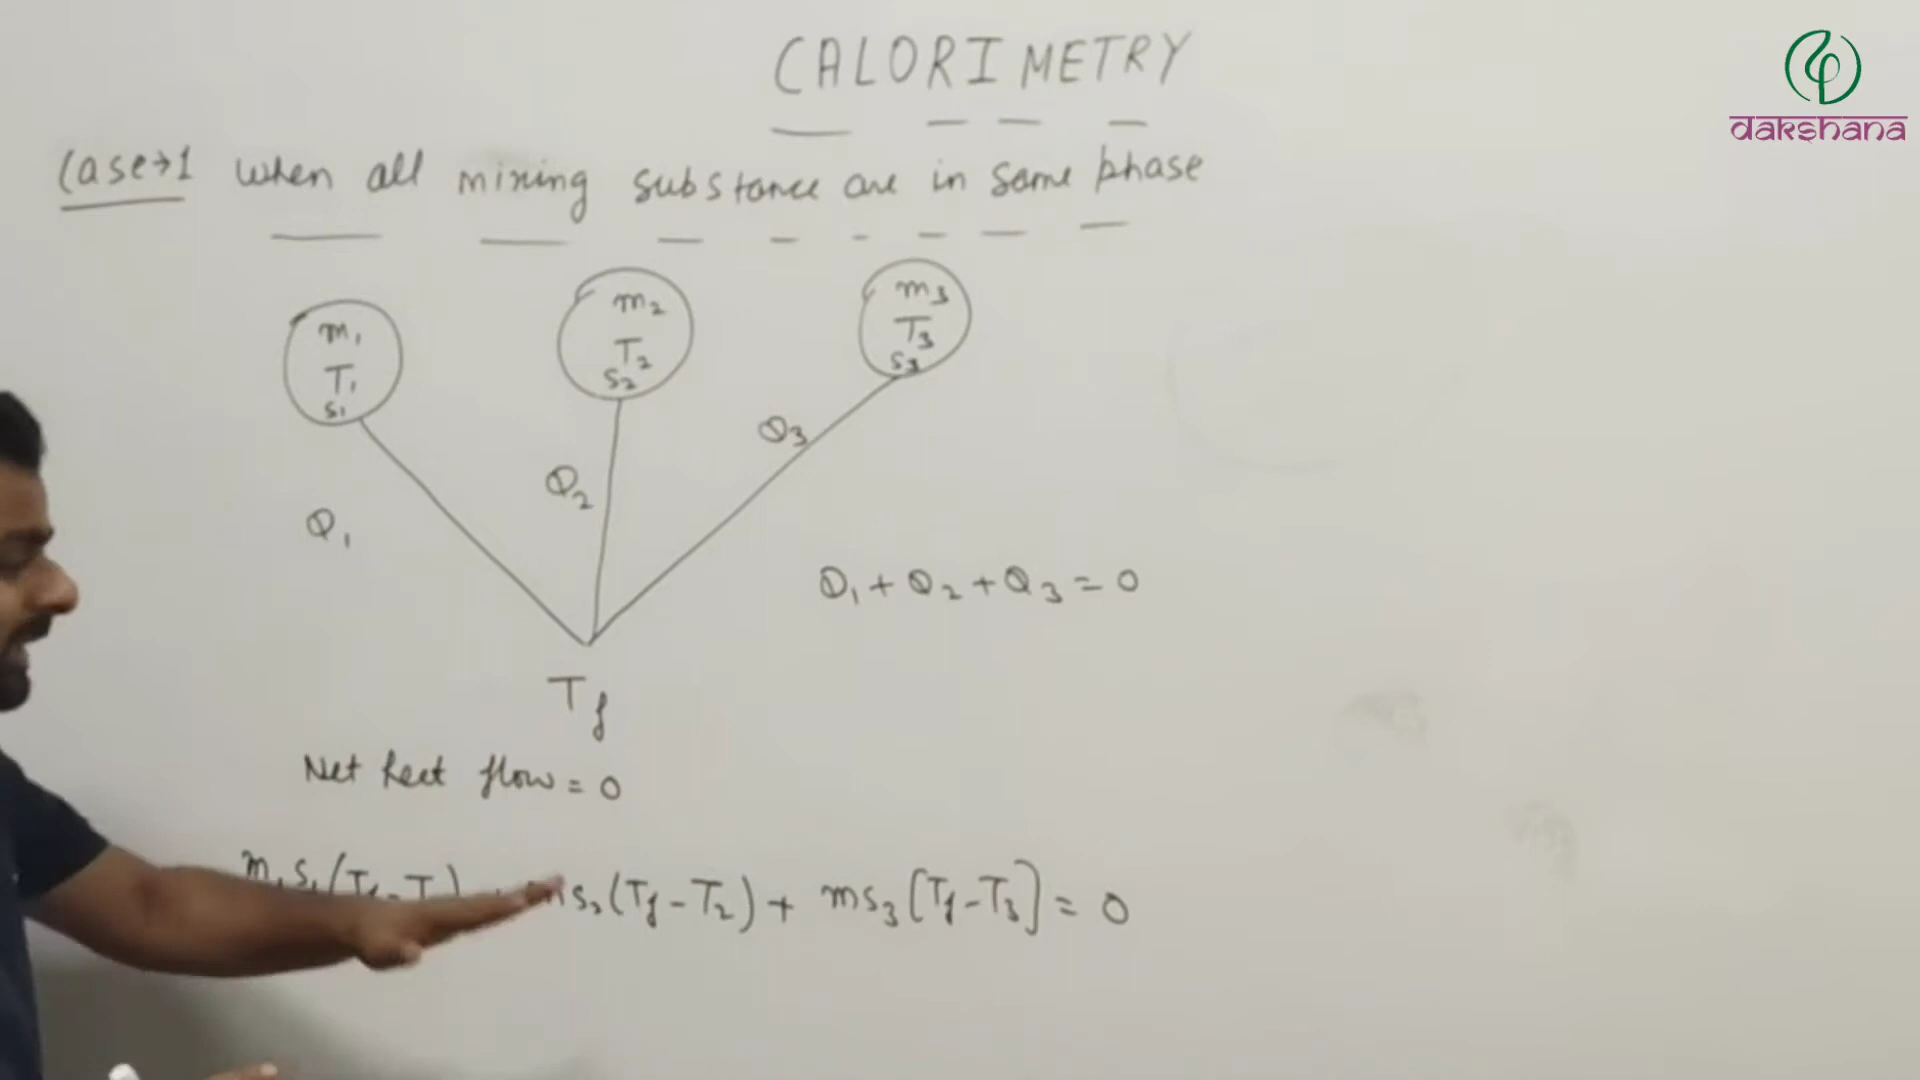 CALORIMETRY
dakshana
Case→1 when all mixing substance are in same phase
m₁
T₁
s₁
m₂
T₂
s₂
m₃
T₃
s₃
Q₁
Q₂
Q₃
Q₁+Q₂+Q₃=0
T_f
Net heat flow = 0
m₁s₁(T_f-T s₂(T_f-T₂)+ ms₃[T_f-T₃]= 0